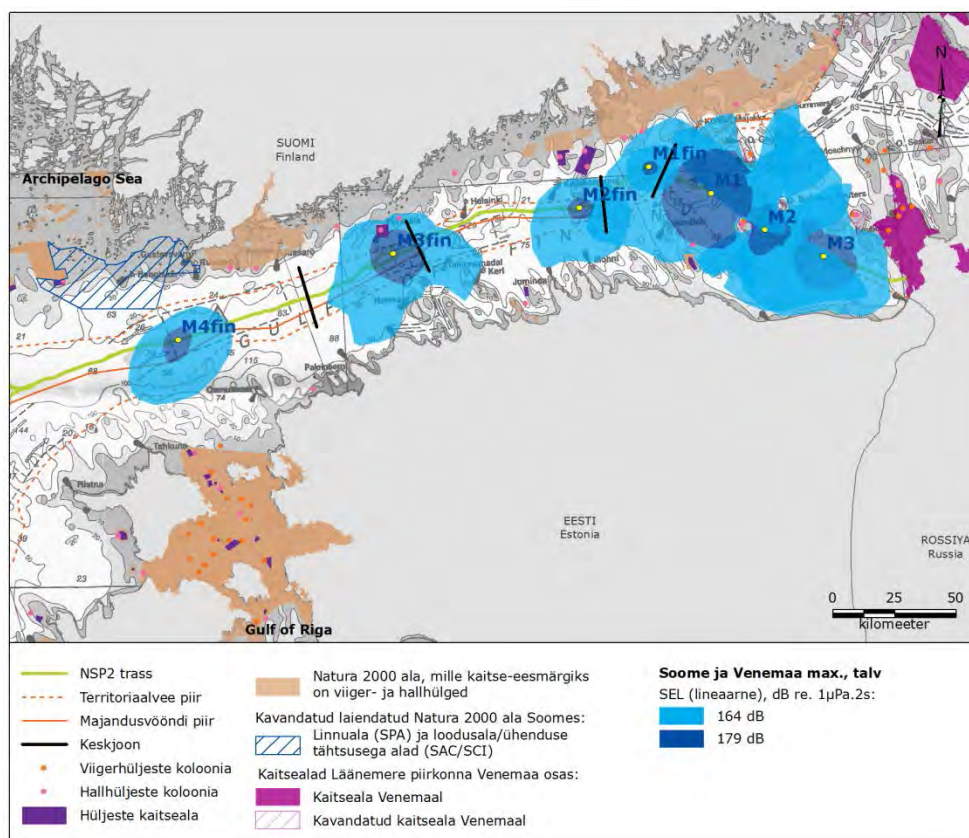 N
SUOMI
Finland
Archipelago Sea
M1fin
M1
M2fin
M2
M3fin
M3
Helsinki
M4fin
GULF
Tahkuna
Ristna
EESTI
Estonia
ROSSIYA
Russia
Gulf of Riga
0 25 50
kilomeeter
NSP2 trass
Territoriaalvee piir
Majandusvööndi piir
Keskjoon
Viigerhüljeste koloonia
Hallhüljeste koloonia
Hüljeste kaitseala
Natura 2000 ala, mille kaitse-eesmärgiks
on viiger- ja hallhülged
Kavandatud laiendatud Natura 2000 ala Soomes:
Linnuala (SPA) ja loodusala/ühenduse
tähtsusega alad (SAC/SCI)
Kaitsealad Läänemere piirkonna Venemaa osas:
Kaitseala Venemaal
Kavandatud kaitseala Venemaal
Soome ja Venemaa max., talv
SEL (lineaarne), dB re. 1µPa.2s:
164 dB
179 dB